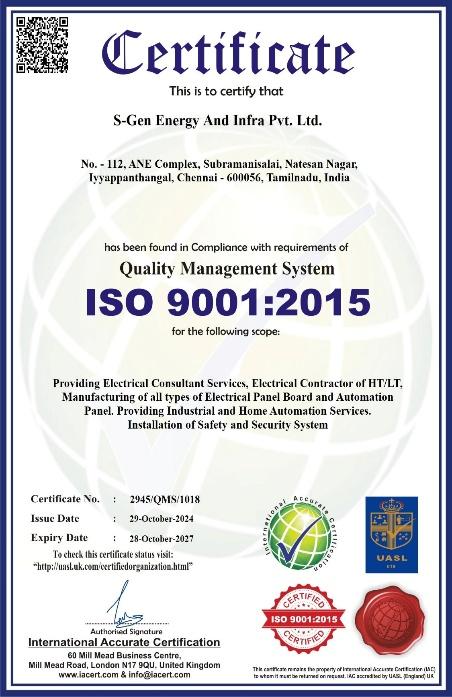 Certificate
This is to certify that
S-Gen Energy And Infra Pvt. Ltd.
No. - 112, ANE Complex, Subramanisalai, Natesan Nagar,
Iyyappanthangal, Chennai - 600056, Tamilnadu, India
has been found in Compliance with requirements of
Quality Management System
ISO 9001:2015
for the following scope:
Providing Electrical Consultant Services, Electrical Contractor of HT/LT,
Manufacturing of all types of Electrical Panel Board and Automation
Panel. Providing Industrial and Home Automation Services.
Installation of Safety and Security System
Certificate No. : 2945/QMS/1018
Issue Date : 29-October-2024
Expiry Date : 28-October-2027
To check this certificate status visit:
"http://uasl.uk.com/certifiedorganization.html"
International Accurate Certification
UASL
Authorised Signature
International Accurate Certification
60 Mill Mead Business Centre,
Mill Mead Road, London N17 9QU, United Kingdom
www.iacert.com & info@iacert.com
CERTIFIED
ISO 9001:2015
CERTIFIED
This certificate remains the property of International Accurate Certification (IAC)
to whom it must be returned on request. IAC accredited by UASL (England) UK